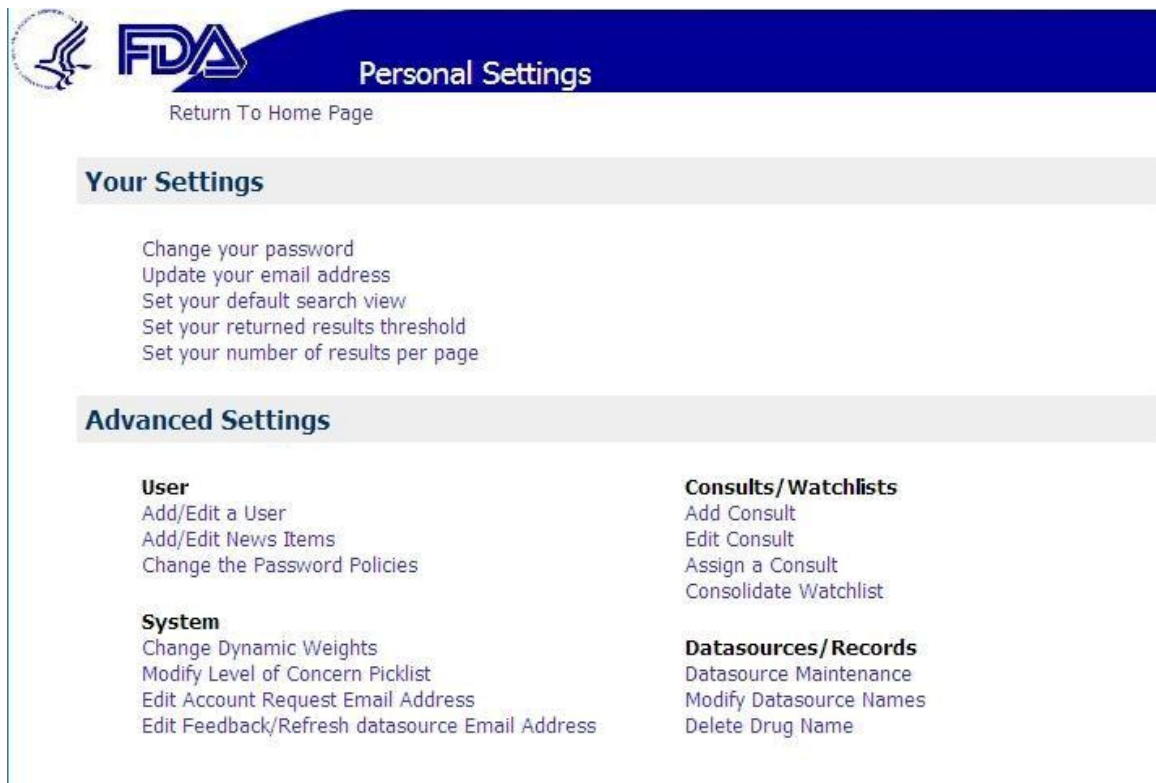 FDA
Personal Settings
Return To Home Page
Your Settings
Change your password
Update your email address
Set your default search view
Set your returned results threshold
Set your number of results per page
Advanced Settings
User
Add/Edit a User
Add/Edit News Items
Change the Password Policies
System
Change Dynamic Weights
Modify Level of Concern Picklist
Edit Account Request Email Address
Edit Feedback/Refresh datasource Email Address
Consults/Watchlists
Add Consult
Edit Consult
Assign a Consult
Consolidate Watchlist
Datasources/Records
Datasource Maintenance
Modify Datasource Names
Delete Drug Name